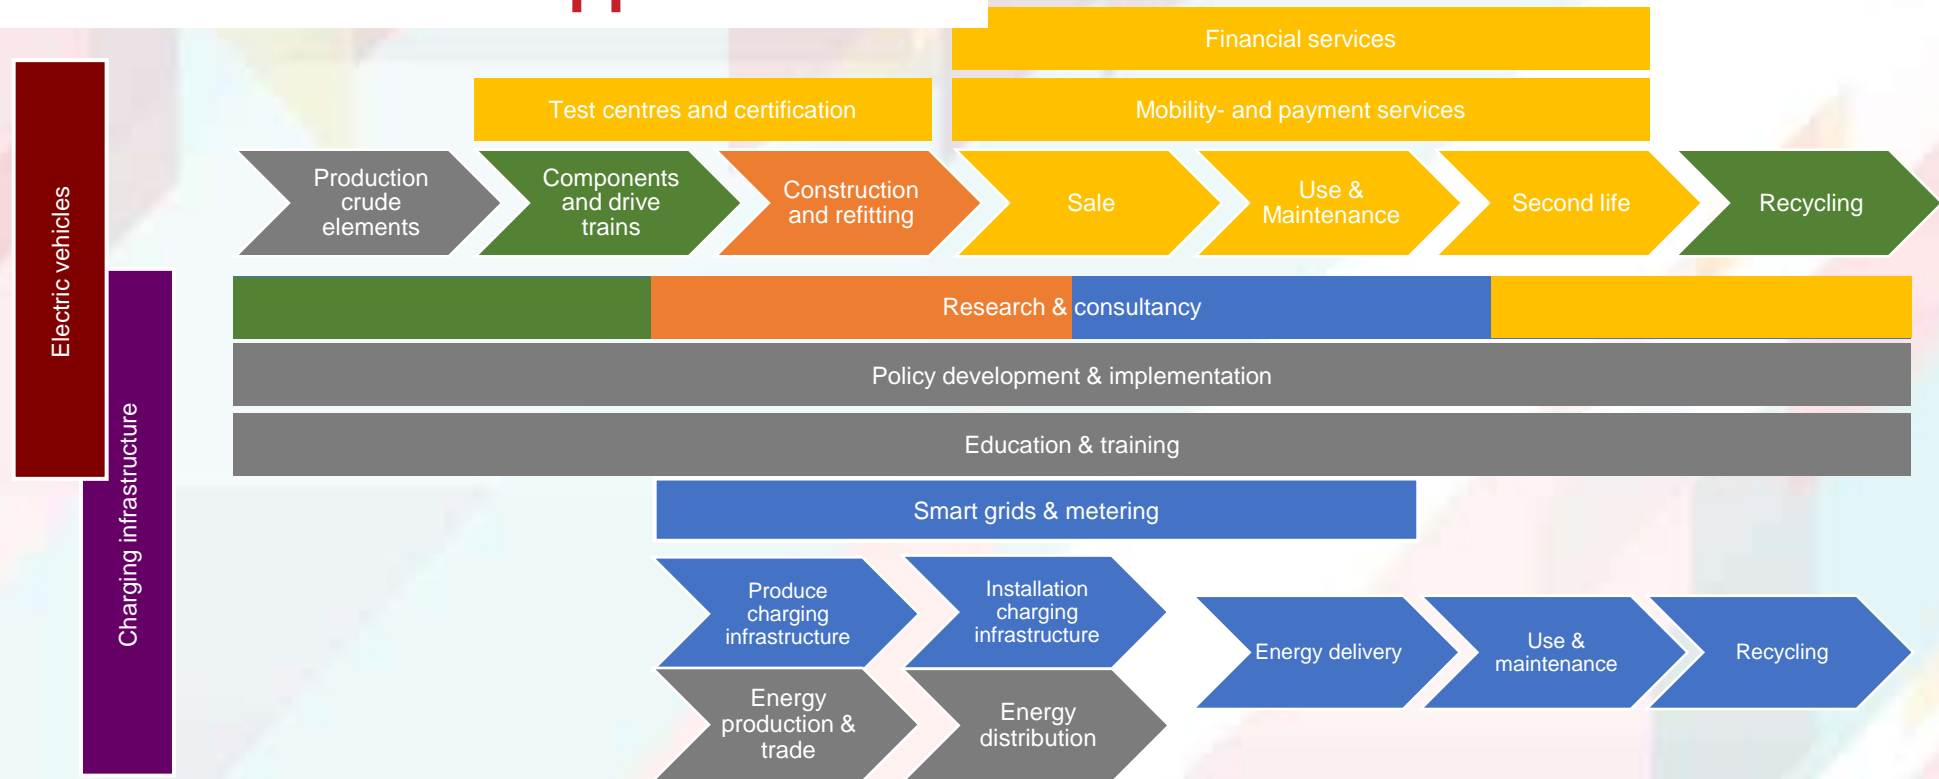 Financial services
Test centres and certification
Mobility- and payment services
Production
crude
elements
Components
and drive
trains
Construction
and refitting
Sale
Use &
Maintenance
Second life
Recycling
Electric vehicles
Research & consultancy
Policy development & implementation
Education & training
Charging infrastructure
Smart grids & metering
Produce
charging
infrastructure
Installation
charging
infrastructure
Energy delivery
Use &
maintenance
Recycling
Energy
production &
trade
Energy
distribution